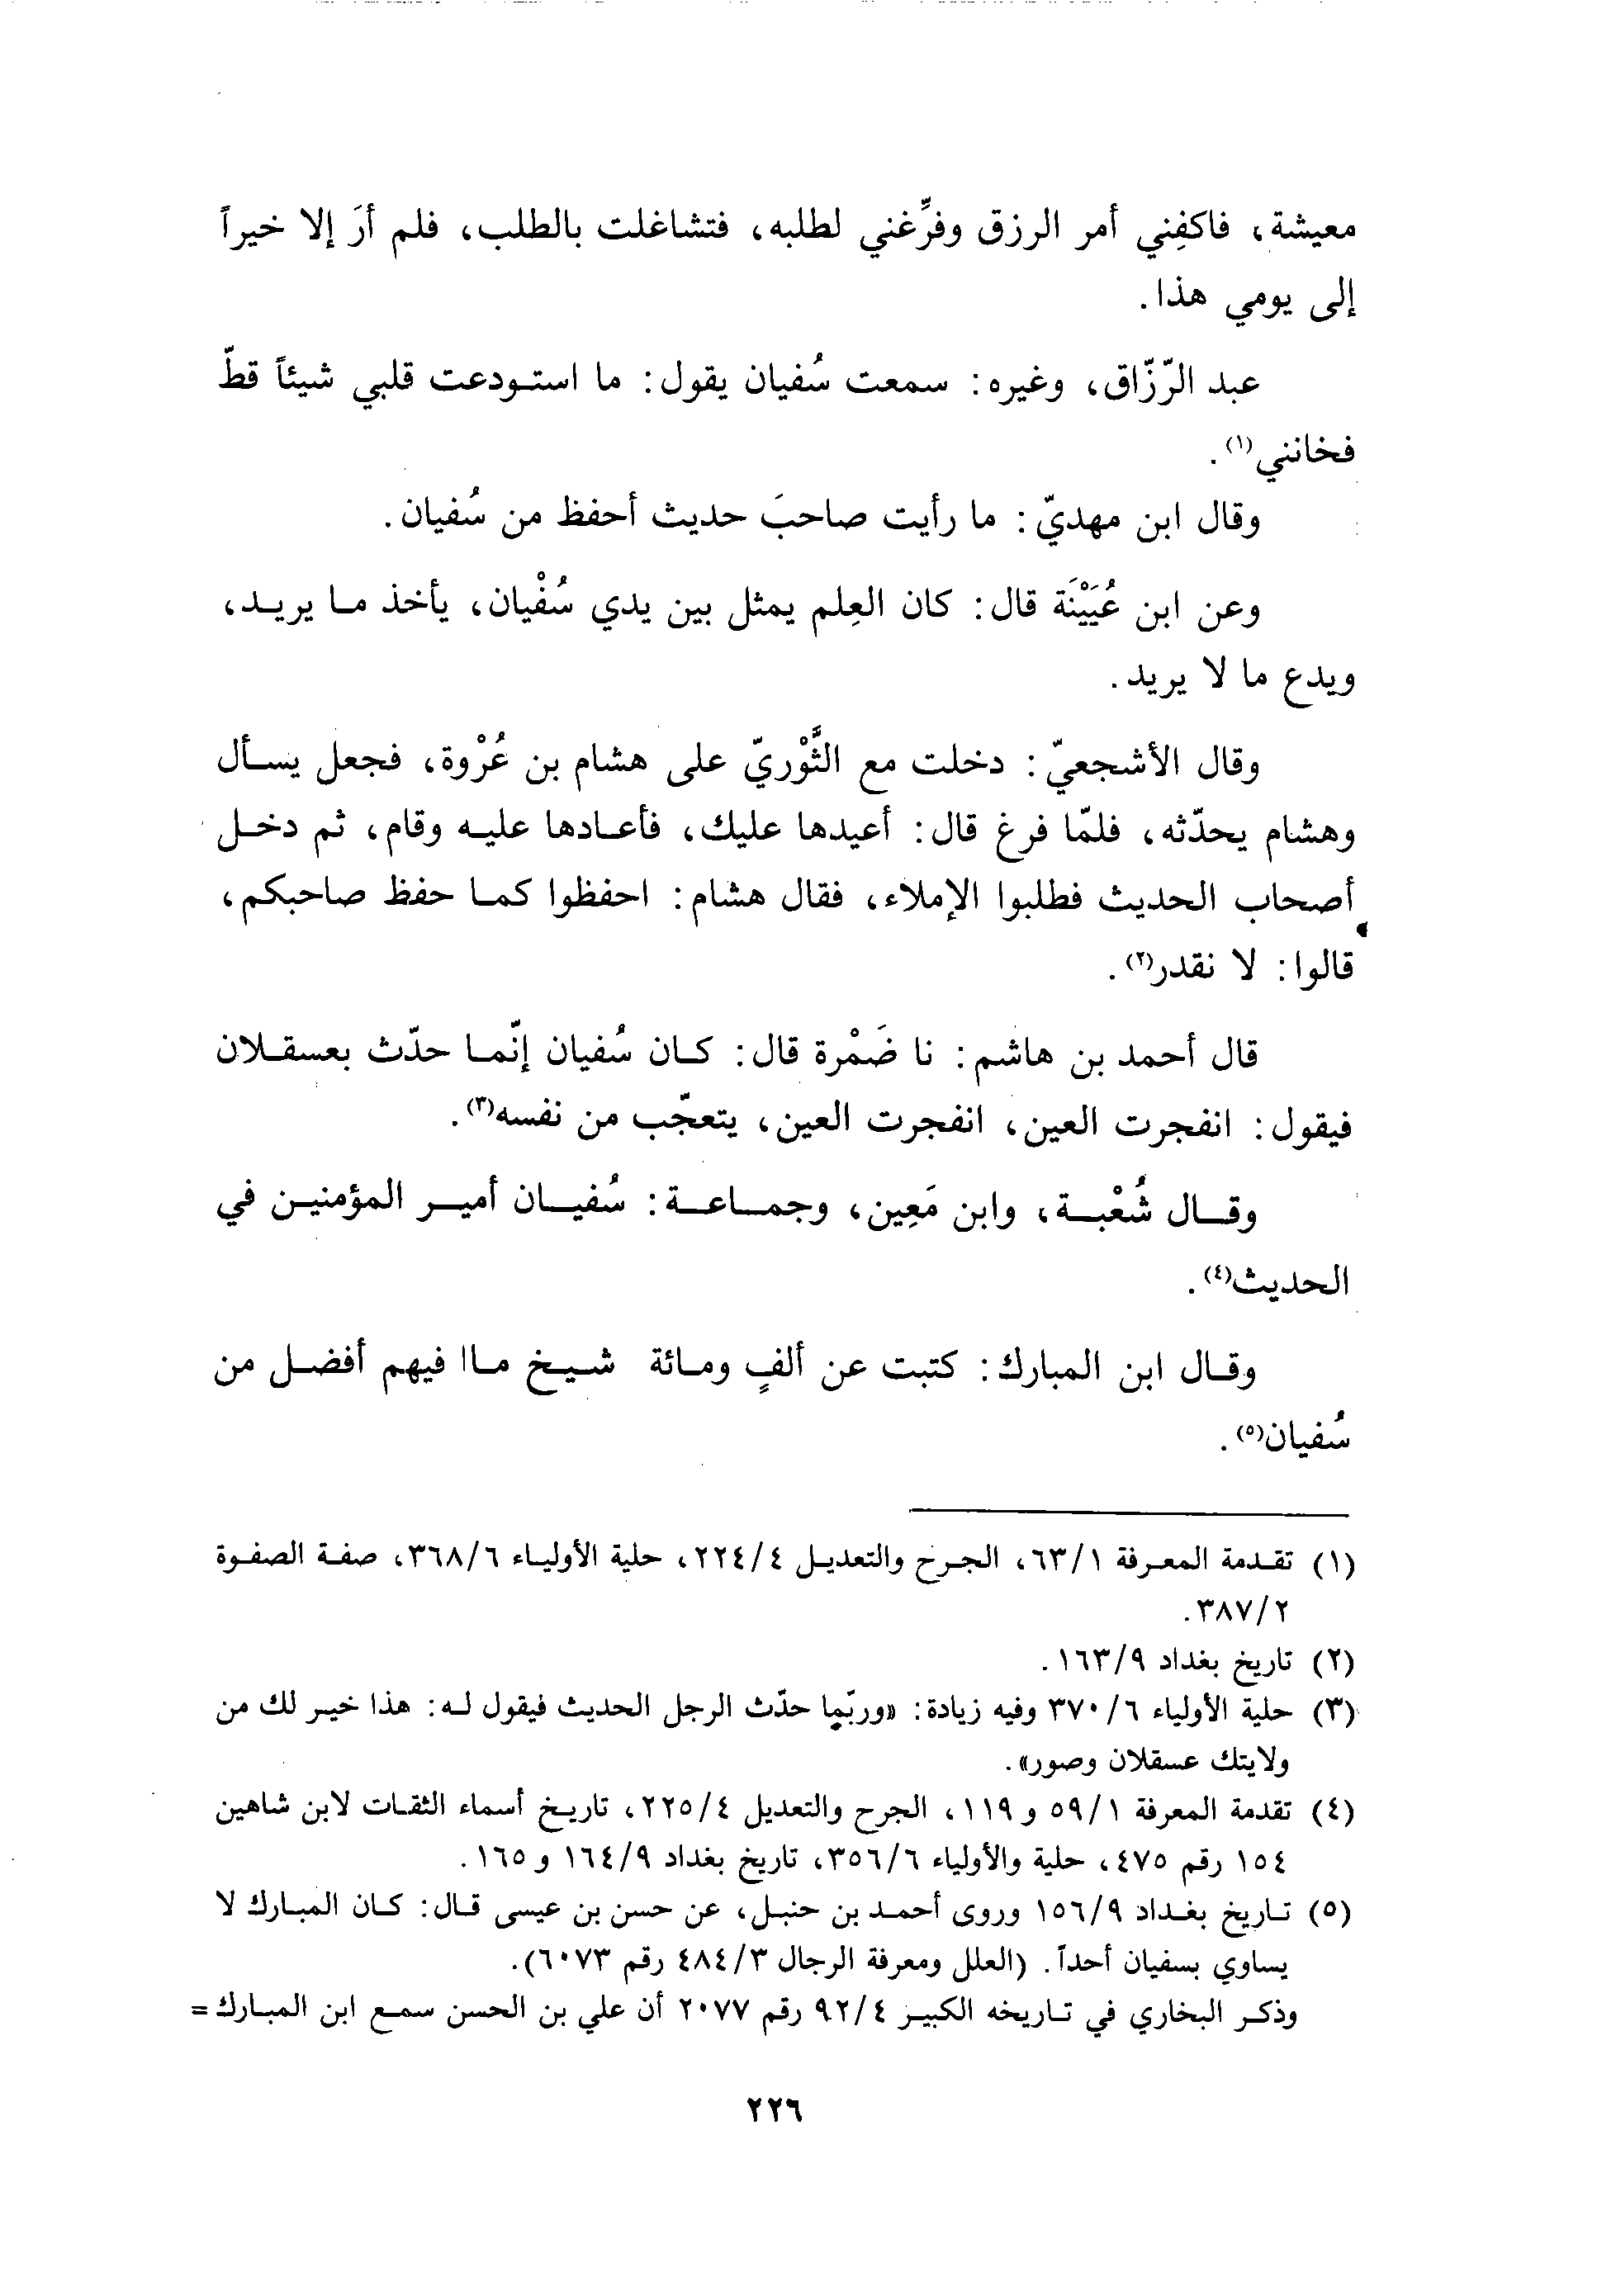 معيشة، فاكفِني أمر الرزق وفرِّغني لطلبه، فتشاغلت بالطلب، فلم أرَ إلا خيراً
إلى يومي هذا.
عبد الرّزّاق، وغيره: سمعت سُفيان يقول: ما استودعت قلبي شيئاً قطّ
فخانني(١).
وقال ابن مهديّ: ما رأيت صاحبَ حديث أحفظ من سُفيان.
وعن ابن عُيَيْنَة قال: كان العِلم يمثل بين يدي سُفْيان، يأخذ ما يريد،
ويدع ما لا يريد.
وقال الأشجعيّ: دخلت مع الثَّوْريّ على هشام بن عُرْوة، فجعل يسأل
وهشام يحدّثه، فلمّا فرغ قال: أعيدها عليك، فأعادها عليه وقام، ثم دخل
أصحاب الحديث فطلبوا الإملاء، فقال هشام: احفظوا كما حفظ صاحبكم،
قالوا: لا نقدر(٢).
قال أحمد بن هاشم: نا ضَمْرة قال: كان سُفيان إنّما حدّث بعسقلان
فيقول: انفجرت العين، انفجرت العين، يتعجّب من نفسه(٣).
وقال شُعْبة، وابن مَعِين، وجماعة: سُفيان أمير المؤمنين في
الحديث(٤).
وقال ابن المبارك: كتبت عن ألفٍ ومائة شيخ ماا فيهم أفضل من
سُفيان(٥).
(١) تقدمة المعرفة ٦٣/١، الجرح والتعديل ٢٢٤/٤، حلية الأولياء ٣٦٨/٦، صفة الصفوة
٣٨٧/٢.
(٢) تاريخ بغداد ١٦٣/٩.
(٣) حلية الأولياء ٣٧٠/٦ وفيه زيادة: «وربّما حدّث الرجل الحديث فيقول له: هذا خير لك من
ولايتك عسقلان وصور».
(٤) تقدمة المعرفة ٥٩/١ و ١١٩، الجرح والتعديل ٢٢٥/٤، تاريخ أسماء الثقات لابن شاهين
١٥٤ رقم ٤٧٥، حلية والأولياء ٣٥٦/٦، تاريخ بغداد ١٦٤/٩ و ١٦٥.
(٥) تاريخ بغداد ١٥٦/٩ وروى أحمد بن حنبل، عن حسن بن عيسى قال: كان المبارك لا
يساوي بسفيان أحداً. (العلل ومعرفة الرجال ٤٨٤/٣ رقم ٦٠٧٣).
وذكر البخاري في تاريخه الكبير ٩٢/٤ رقم ٢٠٧٧ أن علي بن الحسن سمع ابن المبارك =
٢٢٦